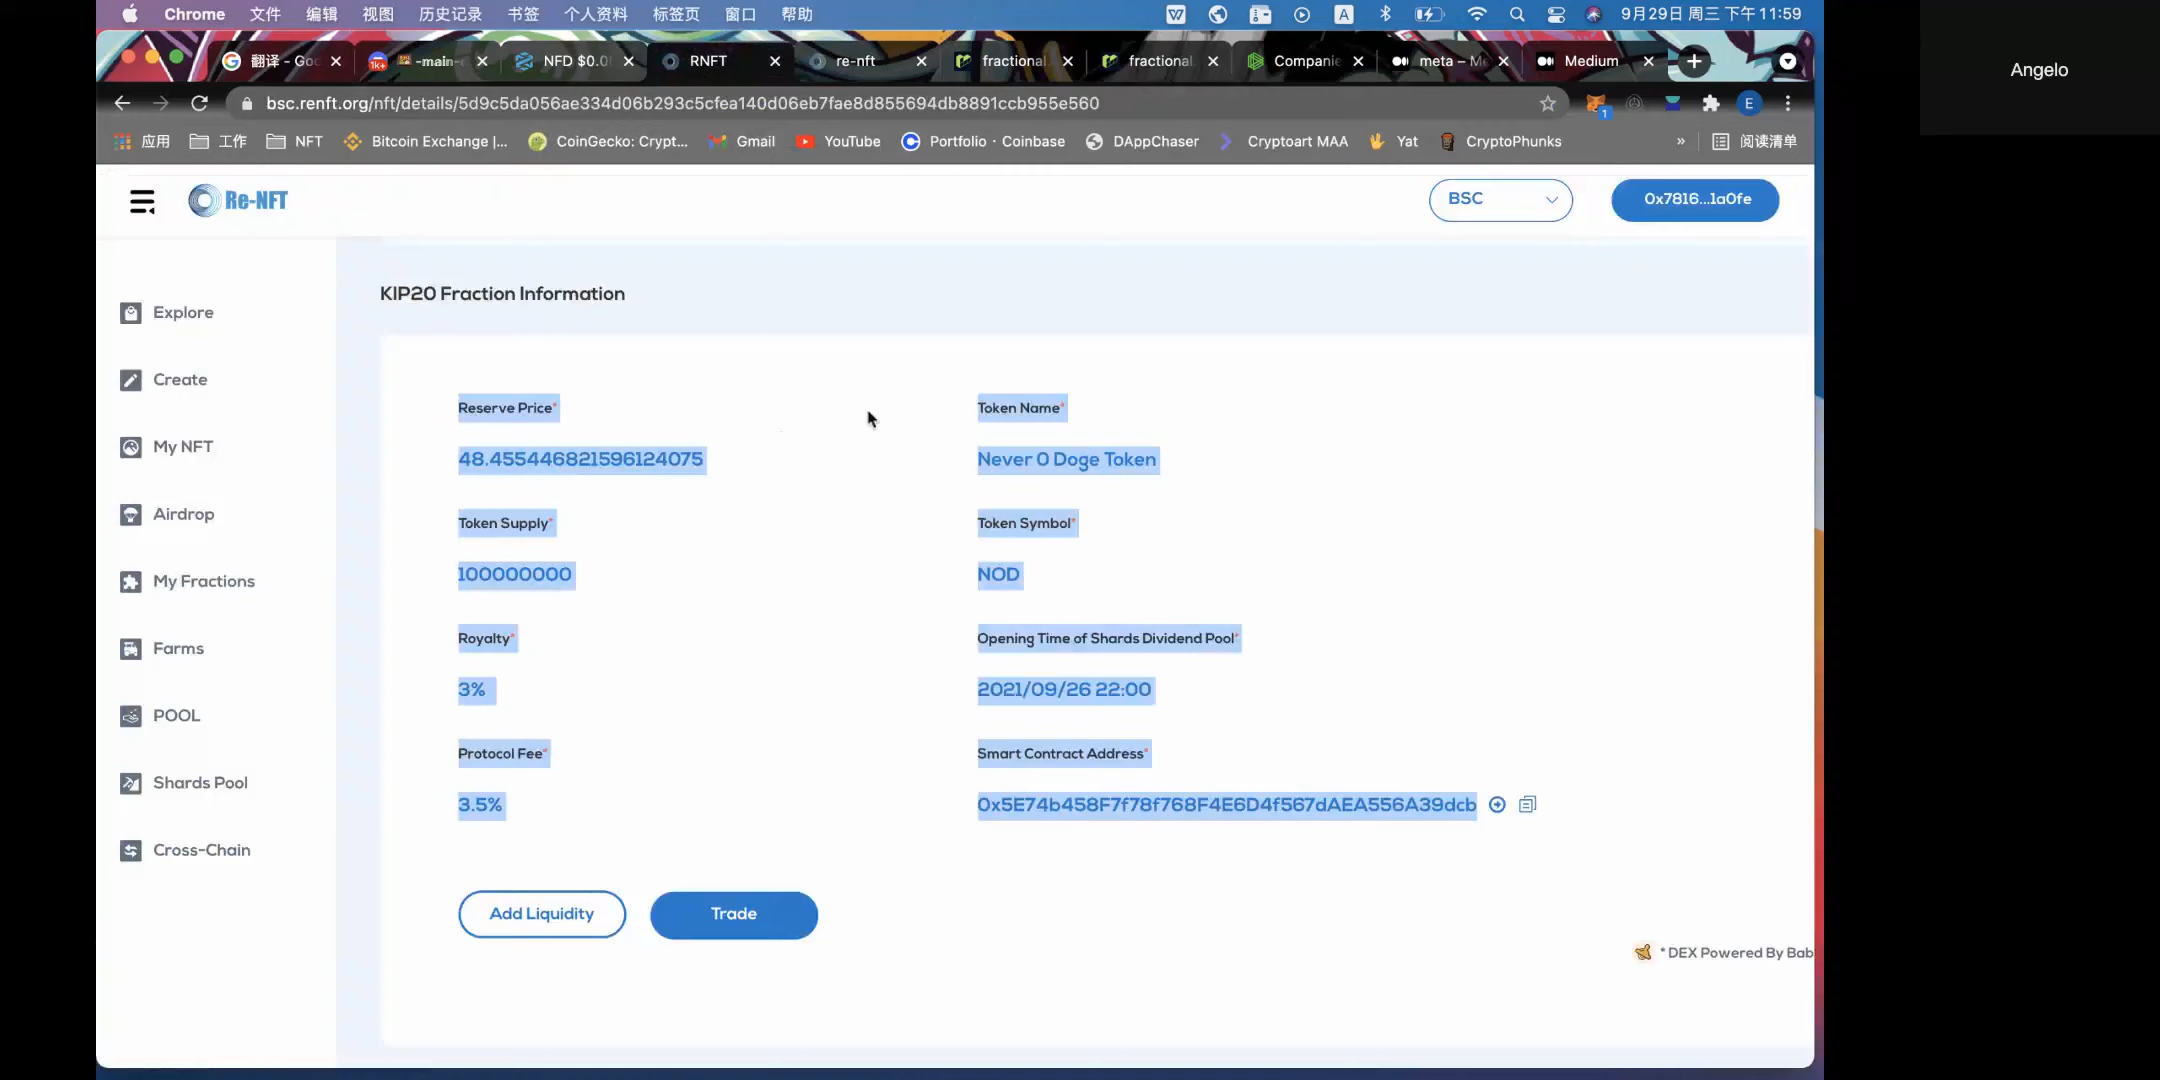 Chrome 文件 编辑 视图 历史记录 书签 个人资料 标签页 窗口 帮助 9月29日 周三 下午11:59
翻译 - Goo -main- NFD $0.0 RNFT re-nft fractional fractional Companie meta – M Medium
bsc.renft.org/nft/details/5d9c5da056ae334d06b293c5cfea140d06eb7fae8d855694db8891ccb955e560
E
1
应用 工作 NFT Bitcoin Exchange |... CoinGecko: Crypt... Gmail YouTube Portfolio · Coinbase DAppChaser Cryptoart MAA Yat CryptoPhunks » 阅读清单
Angelo
Re-NFT
BSC
0x7816...1a0fe
Explore
Create
My NFT
Airdrop
My Fractions
Farms
POOL
Shards Pool
Cross-Chain
KIP20 Fraction Information
Reserve Price*
Token Name*
48.455446821596124075
Never 0 Doge Token
Token Supply*
Token Symbol*
100000000
NOD
Royalty*
Opening Time of Shards Dividend Pool*
3%
2021/09/26 22:00
Protocol Fee*
Smart Contract Address*
3.5%
0x5E74b458F7f78f768F4E6D4f567dAEA556A39dcb
Add Liquidity
Trade
* DEX Powered By Bab